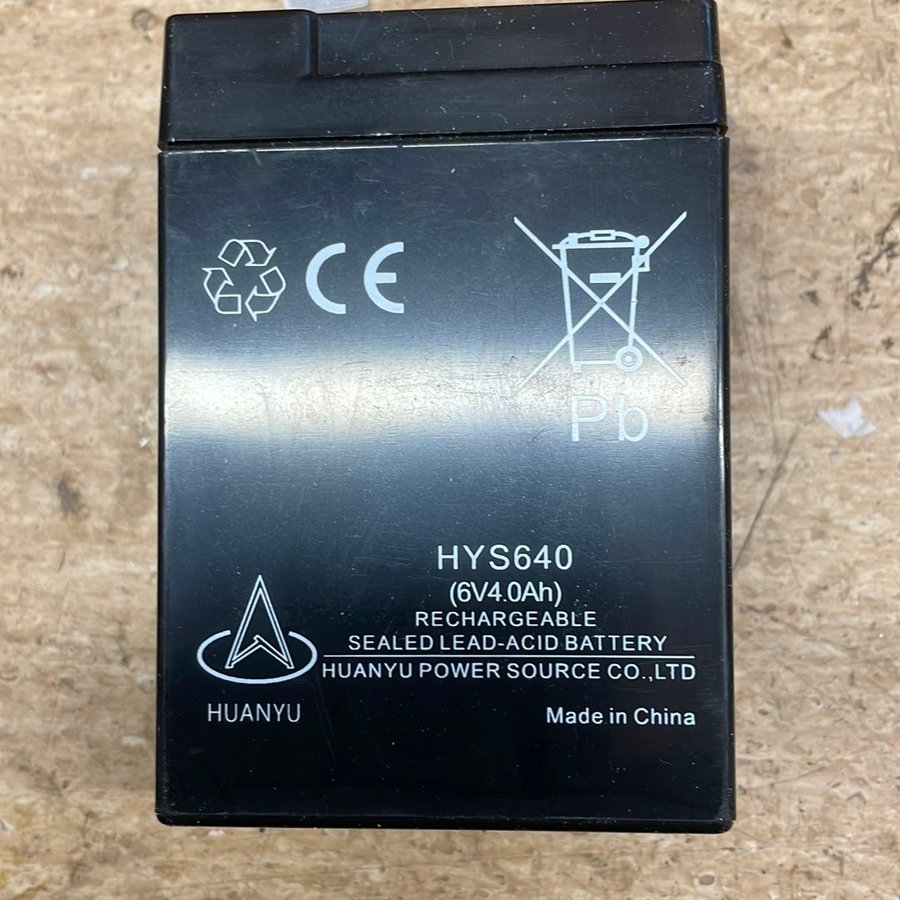 CE
Pb
HYS640
(6V4.0Ah)
RECHARGEABLE
SEALED LEAD-ACID BATTERY
HUANYU POWER SOURCE CO.,LTD
HUANYU
Made in China